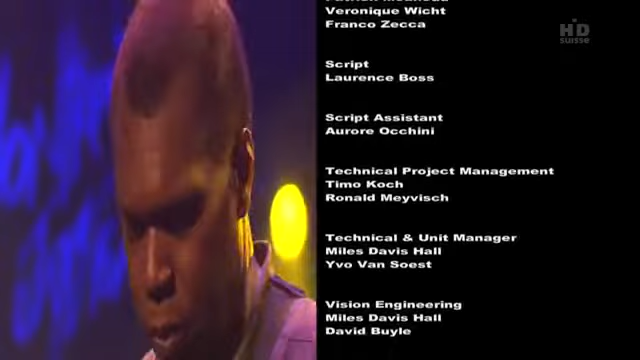 Veronique Wicht
Franco Zecca
HD
suisse
Script
Laurence Boss
Script Assistant
Aurore Occhini
Technical Project Management
Timo Koch
Ronald Meyvisch
Technical & Unit Manager
Miles Davis Hall
Yvo Van Soest
Vision Engineering
Miles Davis Hall
David Buyle